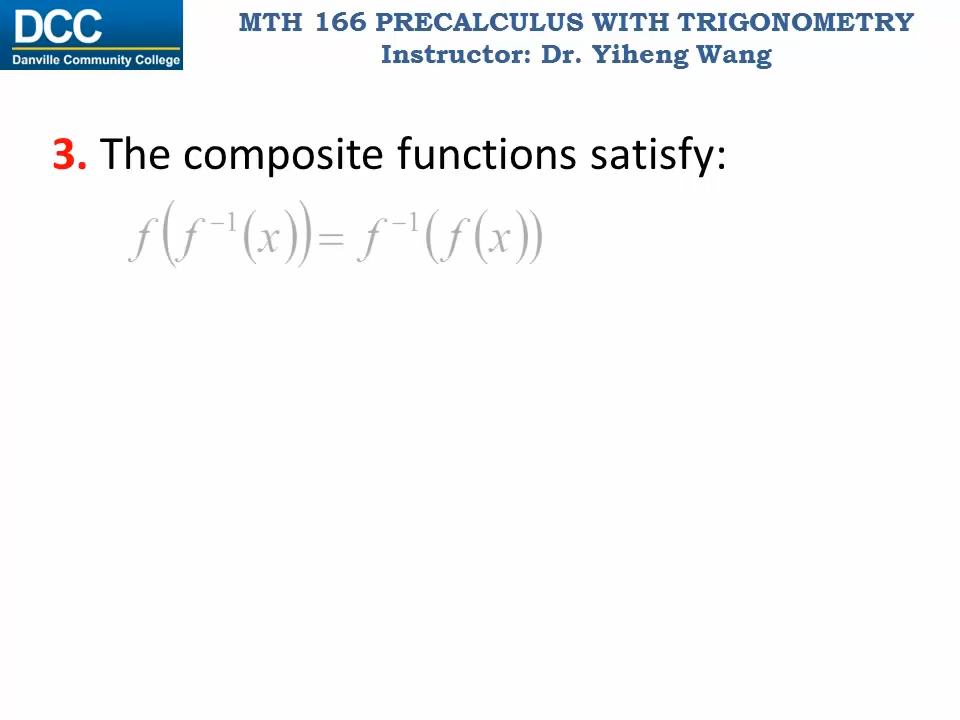 DCC
Danville Community College
MTH 166 PRECALCULUS WITH TRIGONOMETRY
Instructor: Dr. Yiheng Wang
3. The composite functions satisfy:
f(f⁻¹(x)) = f⁻¹(f(x))